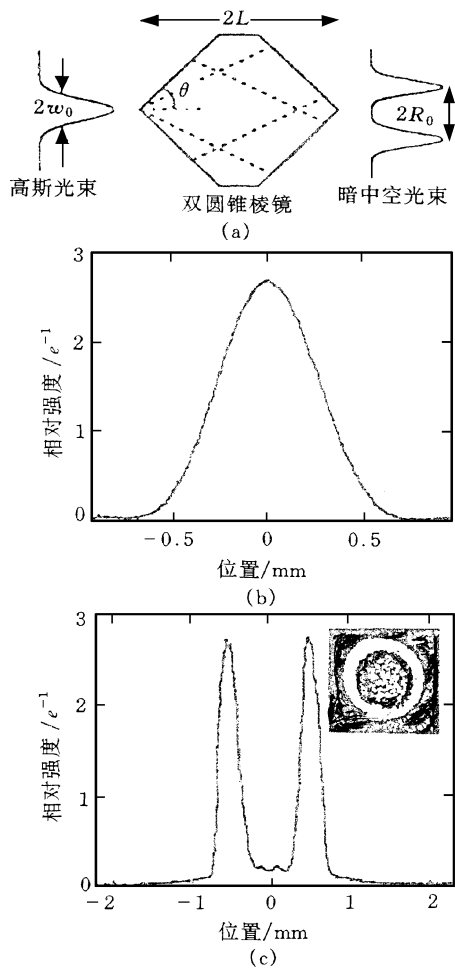 2L
θ
2w₀
2R₀
高斯光束
双圆锥棱镜
暗中空光束
(a)
3
2
1
0
相对强度/e⁻¹
-0.5 0 0.5
位置/mm
(b)
3
2
1
0
相对强度/e⁻¹
-2 -1 0 1 2
位置/mm
(c)